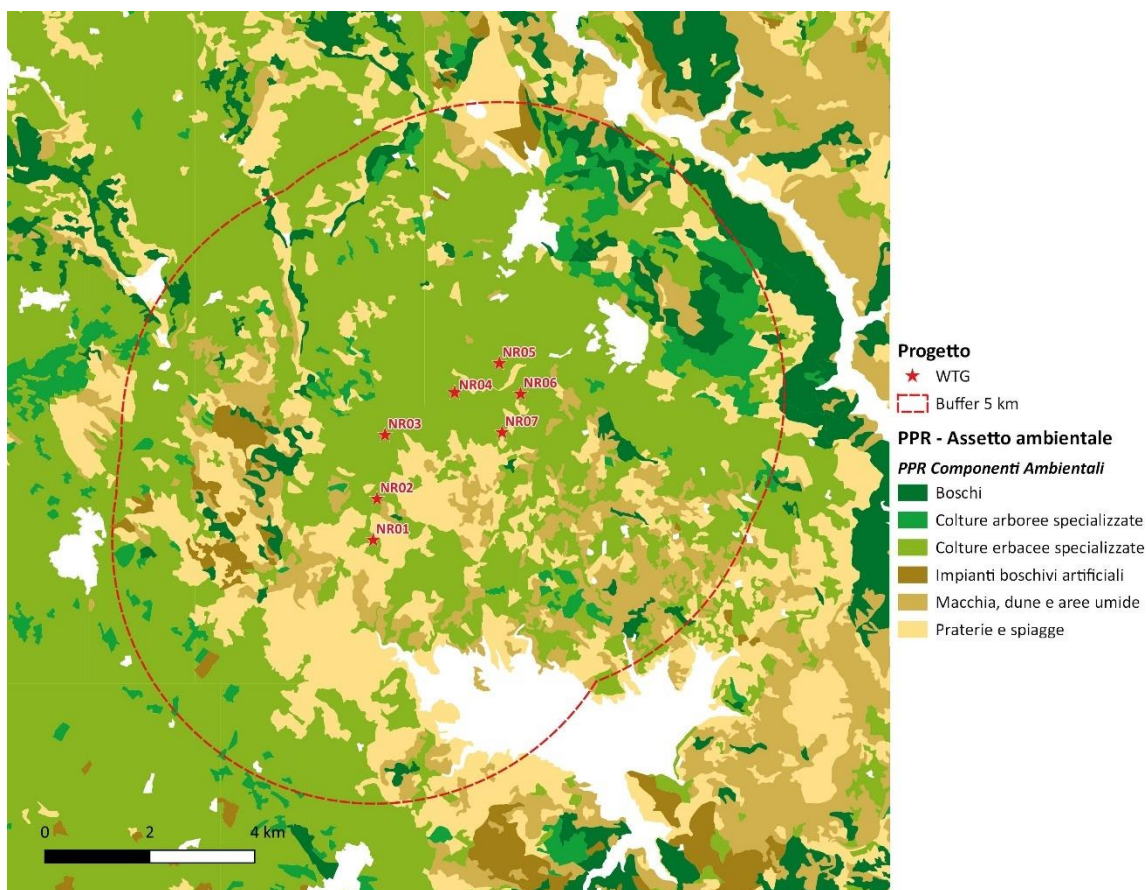 NR05
NR04
NR06
NR03
NR07
NR02
NR01
0 2 4 km
Progetto
WTG
Buffer 5 km
PPR - Assetto ambientale
PPR Componenti Ambientali
Boschi
Colture arboree specializzate
Colture erbacee specializzate
Impianti boschivi artificiali
Macchia, dune e aree umide
Praterie e spiagge